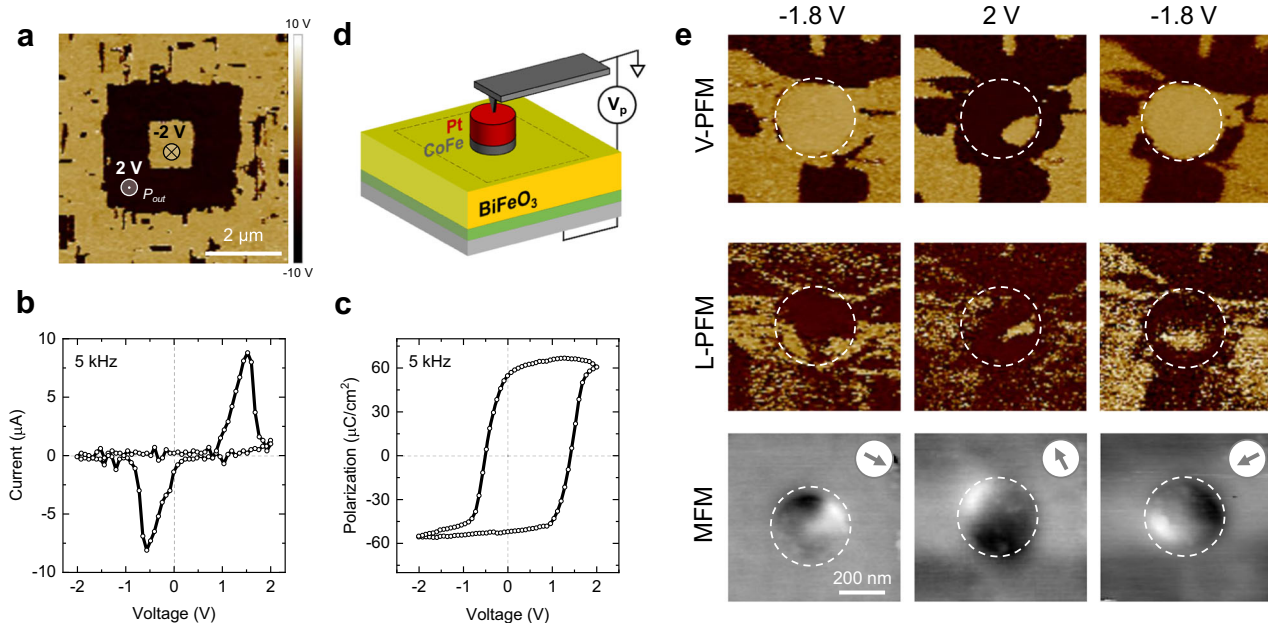 a
10 V
-2 V
2 V
P_out
2 μm
-10 V
d
Pt
CoFe
BiFeO₃
V_p
e
-1.8 V
2 V
-1.8 V
V-PFM
L-PFM
MFM
200 nm
b
5 kHz
10
5
0
-5
-10
-2
-1
0
1
2
Current (μA)
Voltage (V)
c
5 kHz
60
30
0
-30
-60
-2
-1
0
1
2
Polarization (μC/cm²)
Voltage (V)